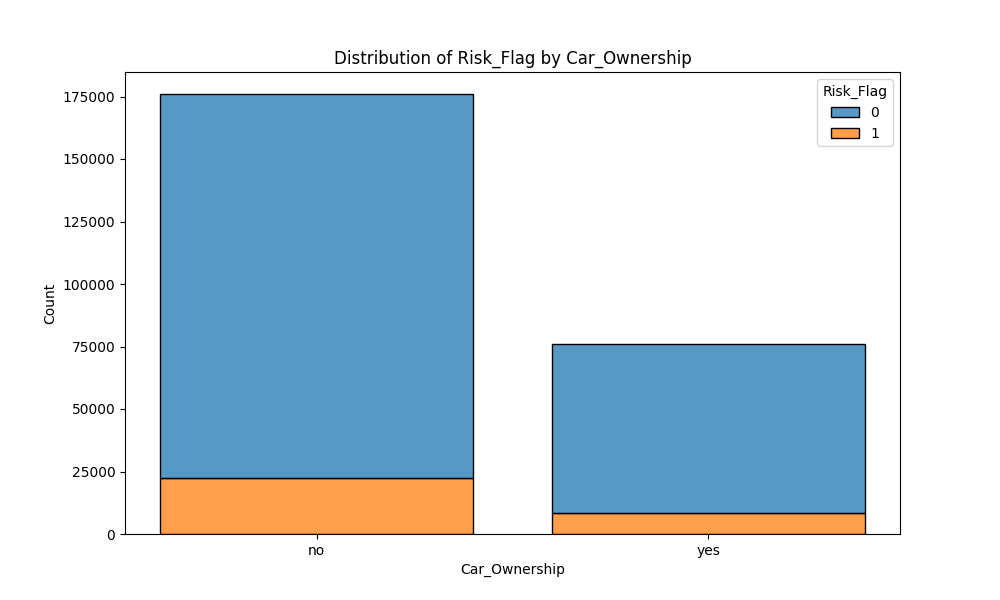 Distribution of Risk_Flag by Car_Ownership
Risk_Flag
0
1
175000
150000
125000
100000
75000
50000
25000
0
Count
no
yes
Car_Ownership